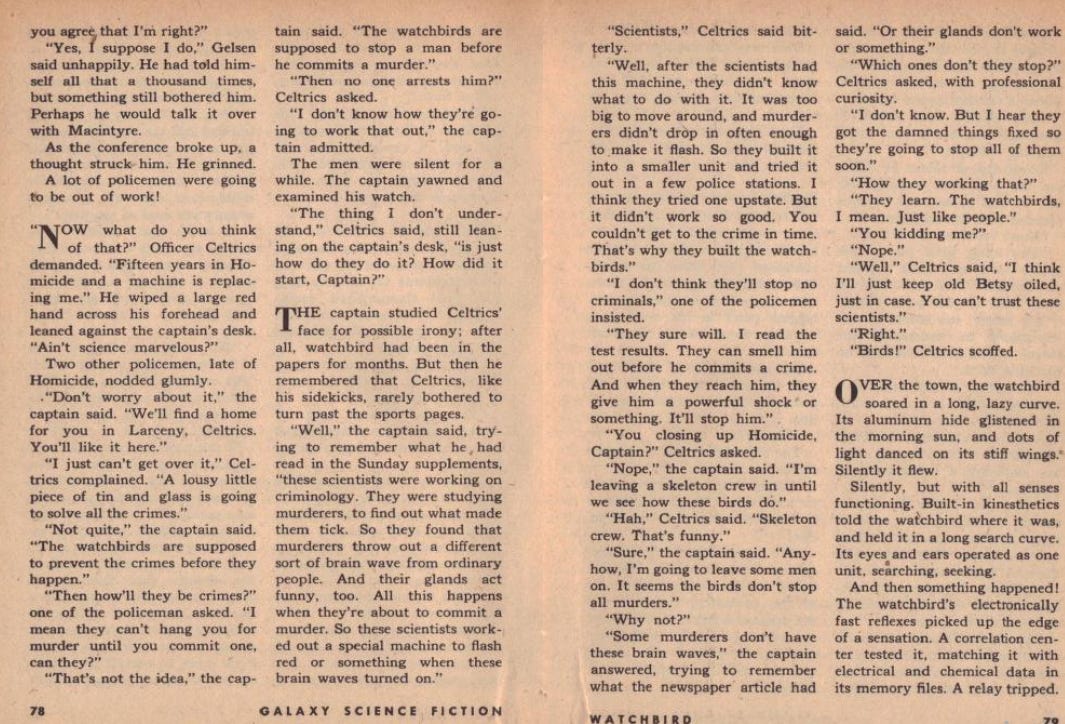 you agree that I'm right?"
"Yes, I suppose I do," Gelsen
said unhappily. He had told him-
self all that a thousand times,
but something still bothered him.
Perhaps he would talk it over
with Macintyre.
As the conference broke up, a
thought struck him. He grinned.
A lot of policemen were going
to be out of work!
"NOW what do you think
of that?" Officer Celtrics
demanded. "Fifteen years in Ho-
micide and a machine is replac-
ing me." He wiped a large red
hand across his forehead and
leaned against the captain's desk.
"Ain't science marvelous?"
Two other policemen, late of
Homicide, nodded glumly.
"Don't worry about it," the
captain said. "We'll find a home
for you in Larceny, Celtrics.
You'll like it here."
"I just can't get over it," Cel-
trics complained. "A lousy little
piece of tin and glass is going
to solve all the crimes."
"Not quite," the captain said.
"The watchbirds are supposed
to prevent the crimes before they
happen."
"Then how'll they be crimes?"
one of the policeman asked. "I
mean they can't hang you for
murder until you commit one,
can they?"
"That's not the idea," the cap-
tain said. "The watchbirds are
supposed to stop a man before
he commits a murder."
"Then no one arrests him?"
Celtrics asked.
"I don't know how they're go-
ing to work that out," the cap-
tain admitted.
The men were silent for a
while. The captain yawned and
examined his watch.
"The thing I don't under-
stand," Celtrics said, still lean-
ing on the captain's desk, "is just
how do they do it? How did it
start, Captain?"
THE captain studied Celtrics'
face for possible irony; after
all, watchbird had been in the
papers for months. But then he
remembered that Celtrics, like
his sidekicks, rarely bothered to
turn past the sports pages.
"Well," the captain said, try-
ing to remember what he had
read in the Sunday supplements,
"these scientists were working on
criminology. They were studying
murderers, to find out what made
them tick. So they found that
murderers throw out a different
sort of brain wave from ordinary
people. And their glands act
funny, too. All this happens
when they're about to commit a
murder. So these scientists work-
ed out a special machine to flash
red or something when these
brain waves turned on."
78
GALAXY SCIENCE FICTION
"Scientists," Celtrics said bit-
terly.
"Well, after the scientists had
this machine, they didn't know
what to do with it. It was too
big to move around, and murder-
ers didn't drop in often enough
to make it flash. So they built it
into a smaller unit and tried it
out in a few police stations. I
think they tried one upstate. But
it didn't work so good. You
couldn't get to the crime in time.
That's why they built the watch-
birds."
"I don't think they'll stop no
criminals," one of the policemen
insisted.
"They sure will. I read the
test results. They can smell him
out before he commits a crime.
And when they reach him, they
give him a powerful shock or
something. It'll stop him."
"You closing up Homicide,
Captain?" Celtrics asked.
"Nope," the captain said. "I'm
leaving a skeleton crew in until
we see how these birds do."
"Hah," Celtrics said. "Skeleton
crew. That's funny."
"Sure," the captain said. "Any-
how, I'm going to leave some men
on. It seems the birds don't stop
all murders."
"Why not?"
"Some murderers don't have
these brain waves," the captain
answered, trying to remember
what the newspaper article had
said. "Or their glands don't work
or something."
"Which ones don't they stop?"
Celtrics asked, with professional
curiosity.
"I don't know. But I hear they
got the damned things fixed so
they're going to stop all of them
soon."
"How they working that?"
"They learn. The watchbirds,
I mean. Just like people."
"You kidding me?"
"Nope."
"Well," Celtrics said, "I think
I'll just keep old Betsy oiled,
just in case. You can't trust these
scientists."
"Right."
"Birds!" Celtrics scoffed.
OVER the town, the watchbird
soared in a long, lazy curve.
Its aluminum hide glistened in
the morning sun, and dots of
light danced on its stiff wings.
Silently it flew.
Silently, but with all senses
functioning. Built-in kinesthetics
told the watchbird where it was,
and held it in a long search curve.
Its eyes and ears operated as one
unit, searching, seeking.
And then something happened!
The watchbird's electronically
fast reflexes picked up the edge
of a sensation. A correlation cen-
ter tested it, matching it with
electrical and chemical data in
its memory files. A relay tripped.
WATCHBIRD
79